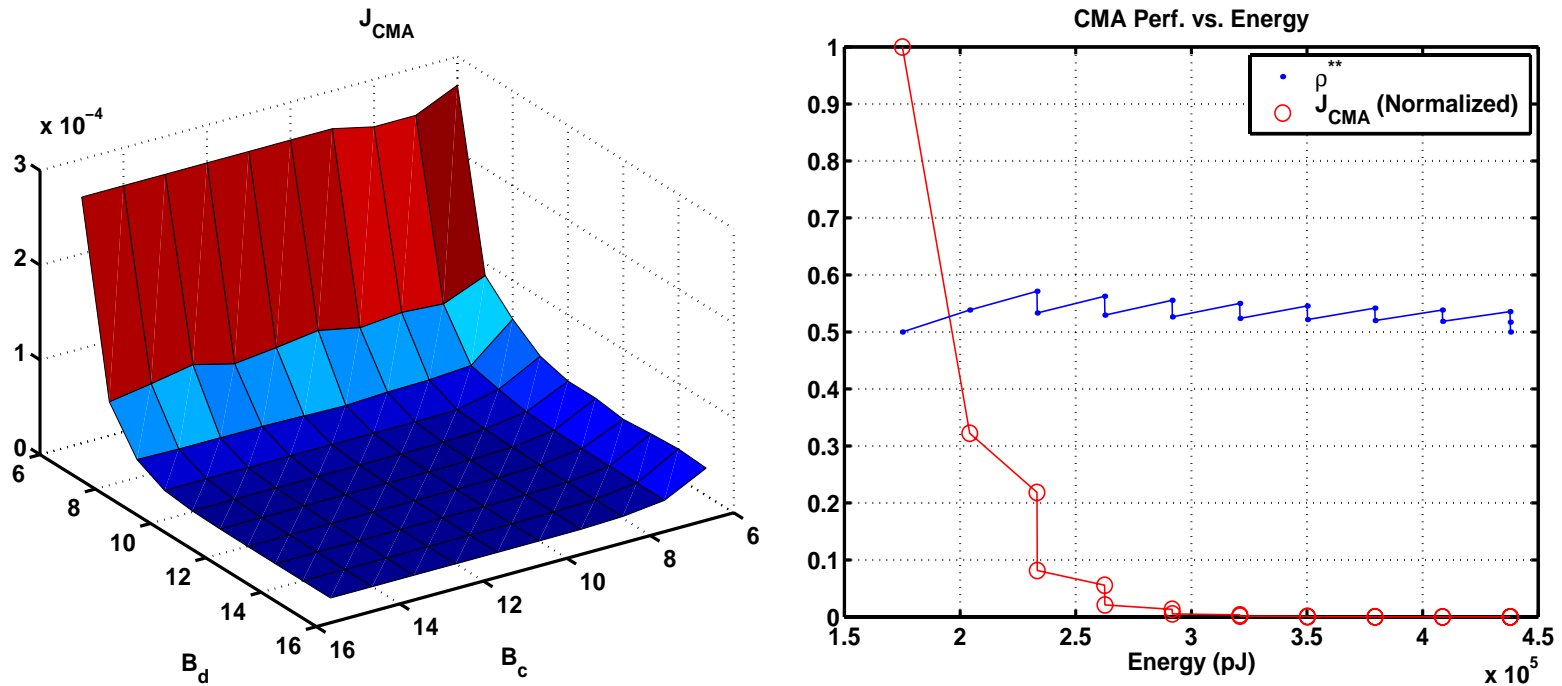 J_CMA
x 10^−4
3
2
1
0
6
8
10
12
14
16
B_d
16
14
12
10
8
6
B_c
CMA Perf. vs. Energy
1
0.9
0.8
0.7
0.6
0.5
0.4
0.3
0.2
0.1
0
1.5 2 2.5 3 3.5 4 4.5
Energy (pJ)
x 10^5
ρ^**
J_CMA (Normalized)